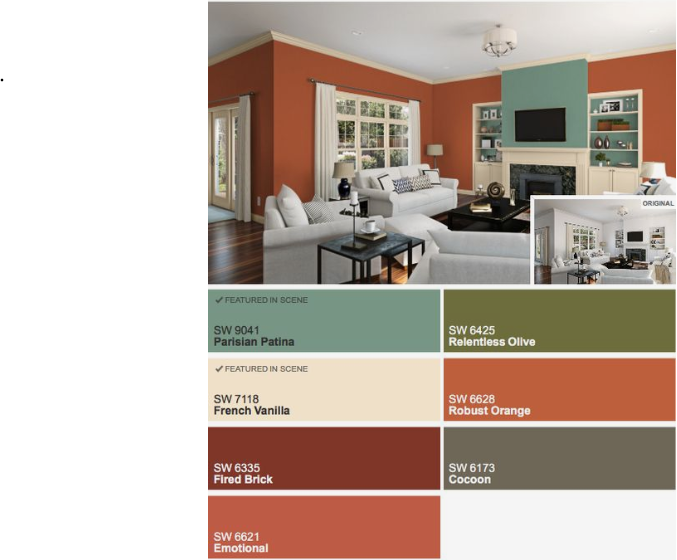 .
ORIGINAL
FEATURED IN SCENE
SW 9041
Parisian Patina
SW 6425
Relentless Olive
FEATURED IN SCENE
SW 7118
French Vanilla
SW 6628
Robust Orange
SW 6335
Fired Brick
SW 6173
Cocoon
SW 6621
Emotional